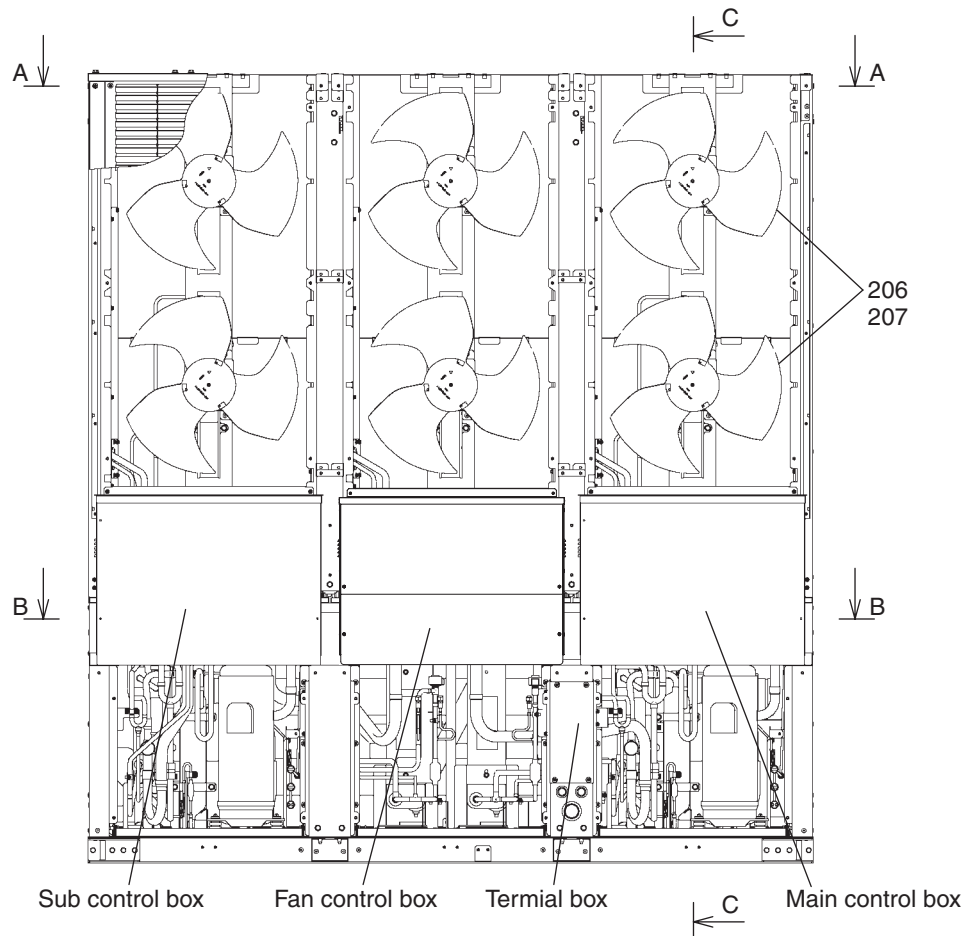 C
A
A
206
207
B
B
Sub control box
Fan control box
Termial box
Main control box
C